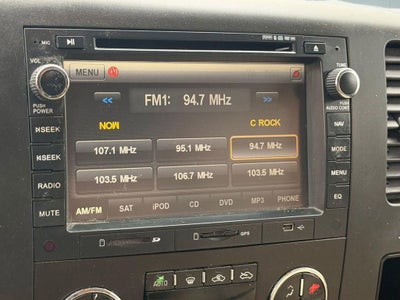 MIC
VOL
MENU
TUNE
<< FM1: 94.7 MHz >>
PUSH POWER
PUSH AUDIO CONT
NOW C ROCK
SEEK
NAV
107.1 MHz 95.1 MHz 94.7 MHz
SEEK
MODE
103.5 MHz 106.7 MHz 103.5 MHz
RADIO
MENU
AM/FM SAT iPOD CD DVD MP3 PHONE
MUTE
EQ
SD GPS
AUTO